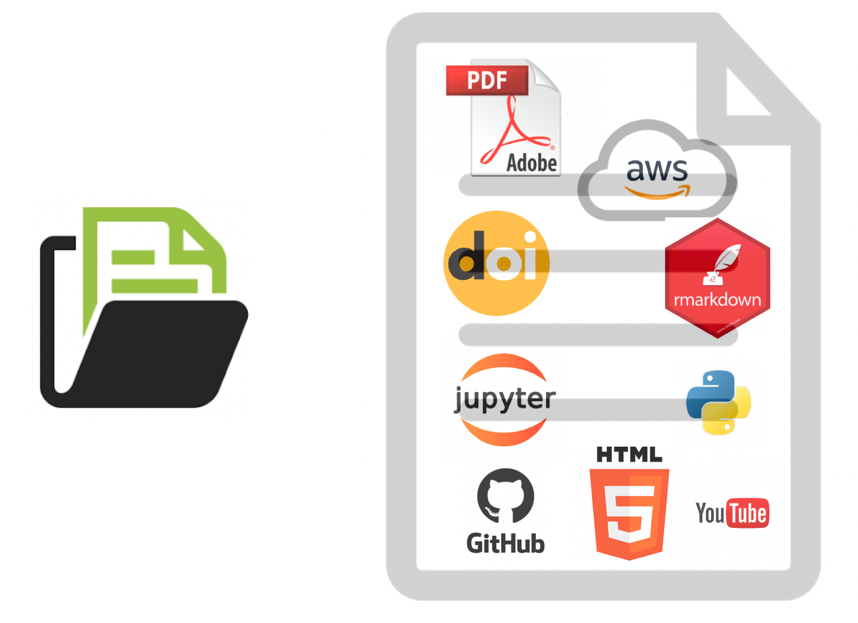 PDF
Adobe
aws
doi
rmarkdown
jupyter
HTML
5
GitHub
YouTube